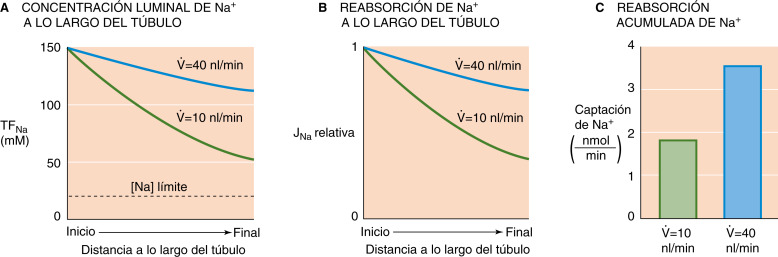 A CONCENTRACIÓN LUMINAL DE Na⁺
A LO LARGO DEL TÚBULO
150
100
50
0
TF_Na
(mM)
V̇=40 nl/min
V̇=10 nl/min
[Na] límite
Inicio
Final
Distancia a lo largo del túbulo
B REABSORCIÓN DE Na⁺
A LO LARGO DEL TÚBULO
1
0
J_Na relativa
V̇=40 nl/min
V̇=10 nl/min
Inicio
Final
Distancia a lo largo del túbulo
C REABSORCIÓN
ACUMULADA DE Na⁺
4
3
2
1
0
Captación
de Na⁺
(nmol
min)
V̇=10
nl/min
V̇=40
nl/min